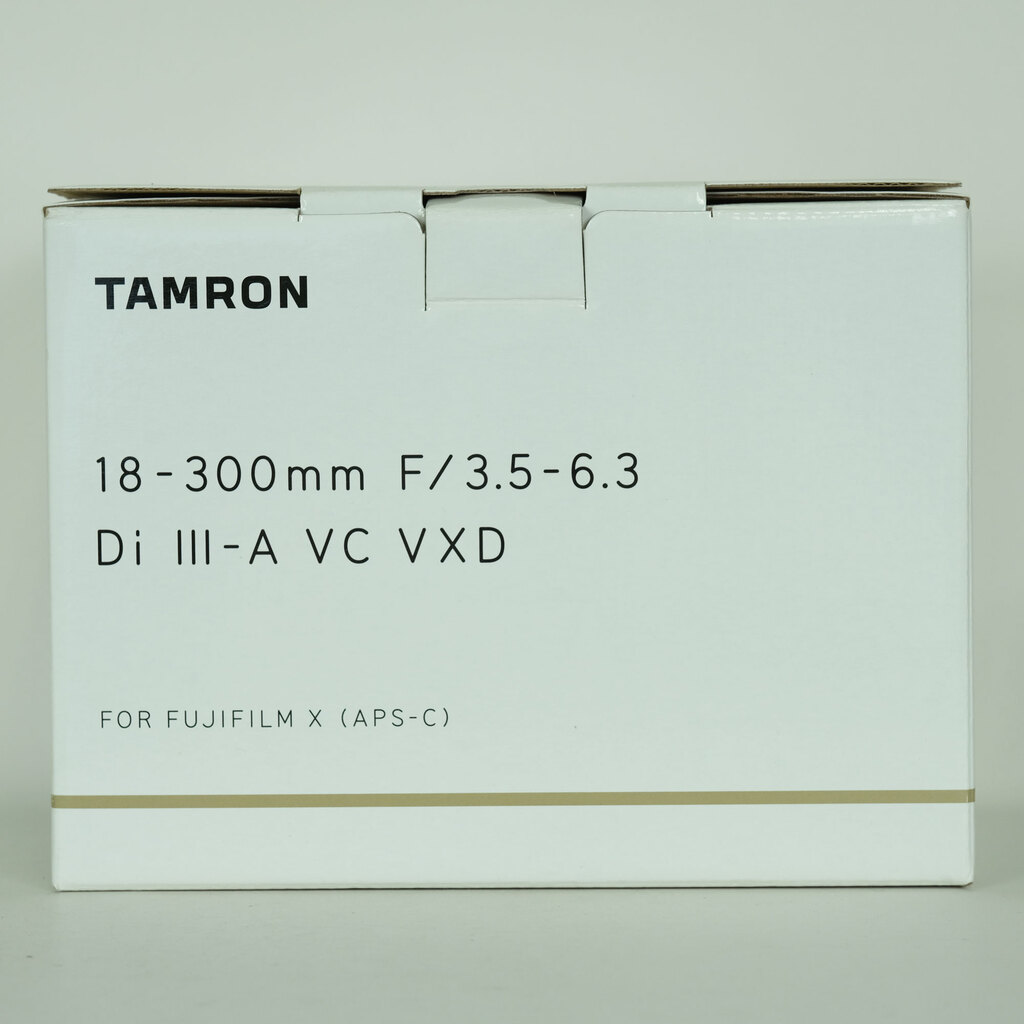 TAMRON
18-300mm F/3.5-6.3
Di III-A VC VXD
FOR FUJIFILM X (APS-C)